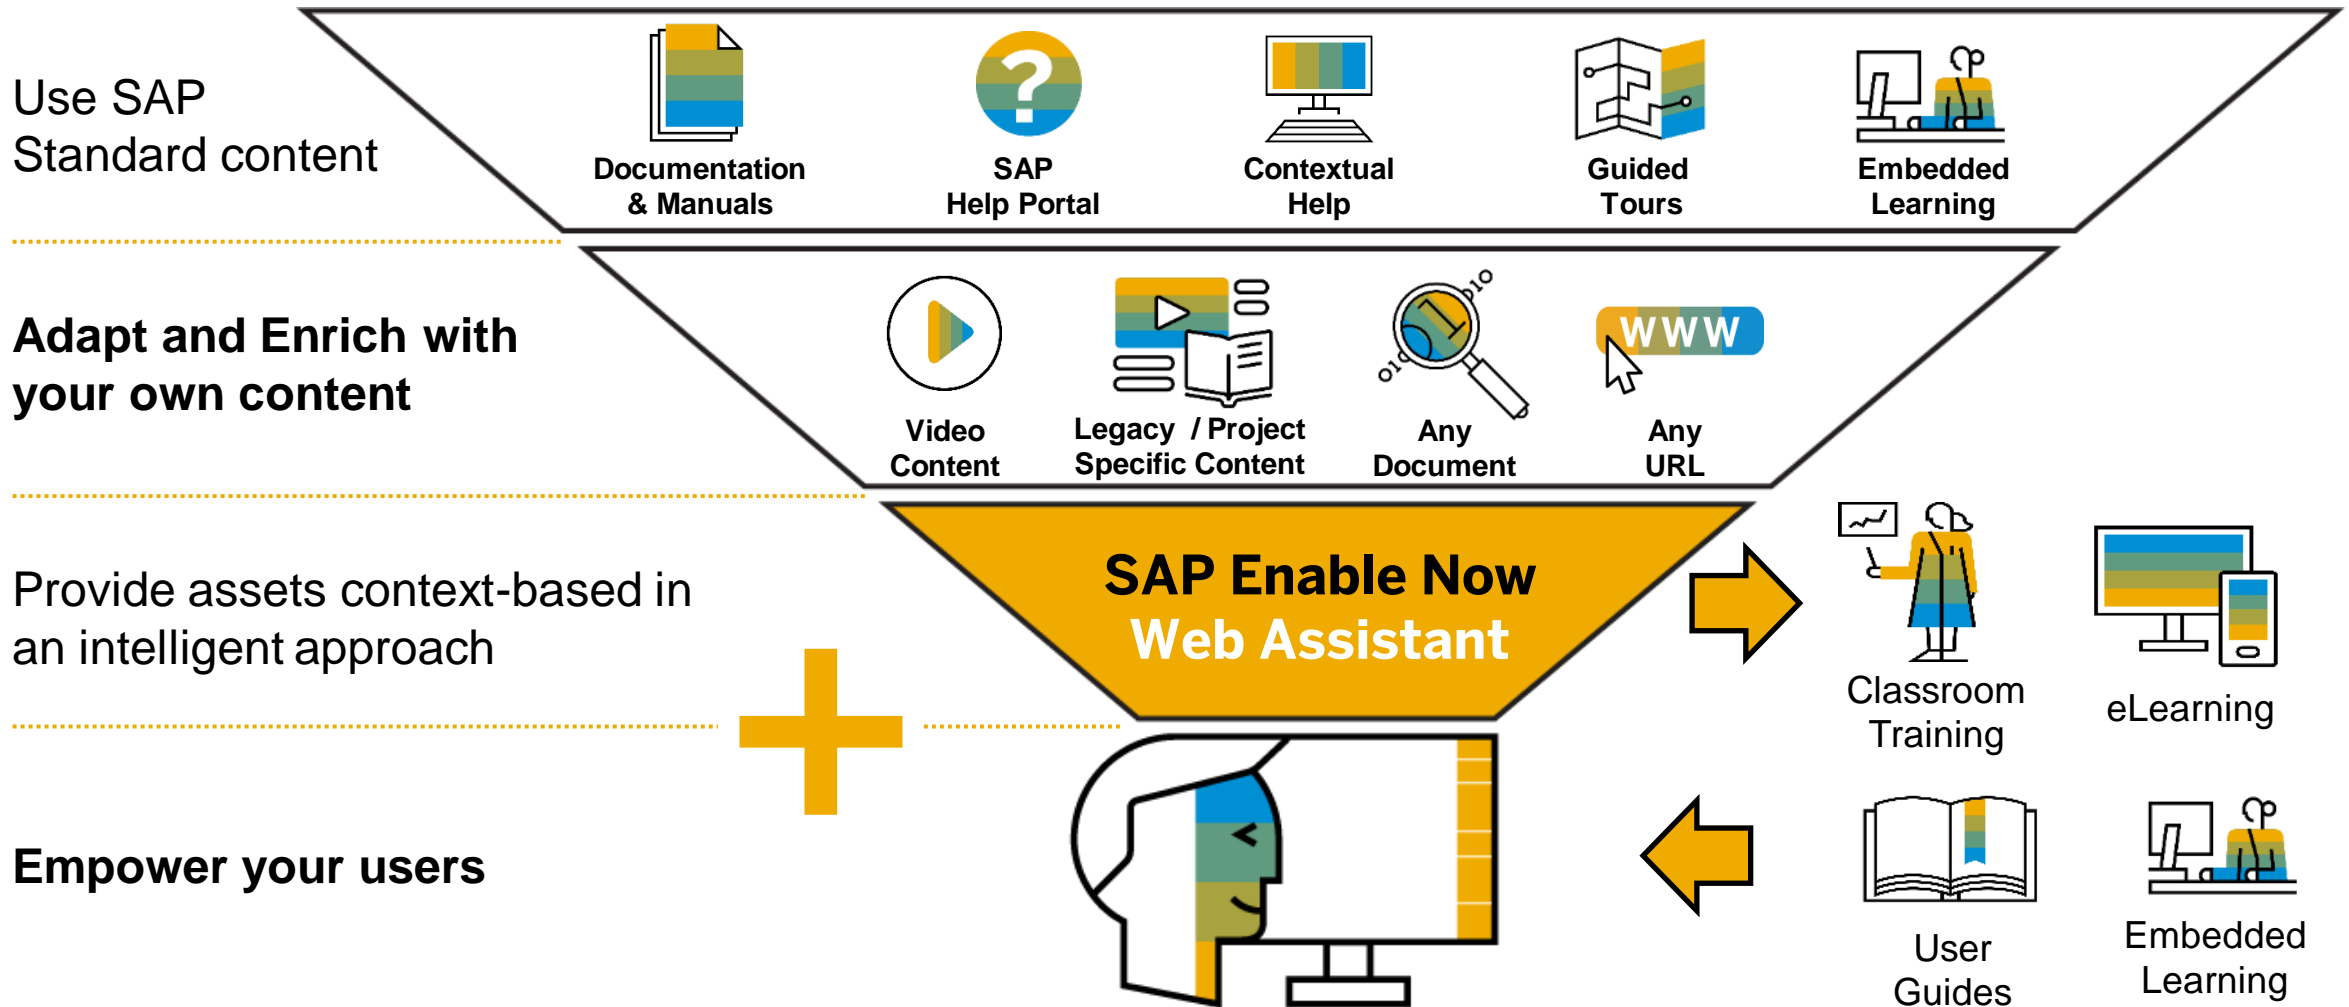 Use SAP
Standard content
Documentation
& Manuals
SAP
Help Portal
Contextual
Help
Guided
Tours
Embedded
Learning
Adapt and Enrich with
your own content
WWW
Video
Content
Legacy / Project
Specific Content
Any
Document
Any
URL
Provide assets context-based in
an intelligent approach
SAP Enable Now
Web Assistant
Classroom
Training
eLearning
Empower your users
User
Guides
Embedded
Learning